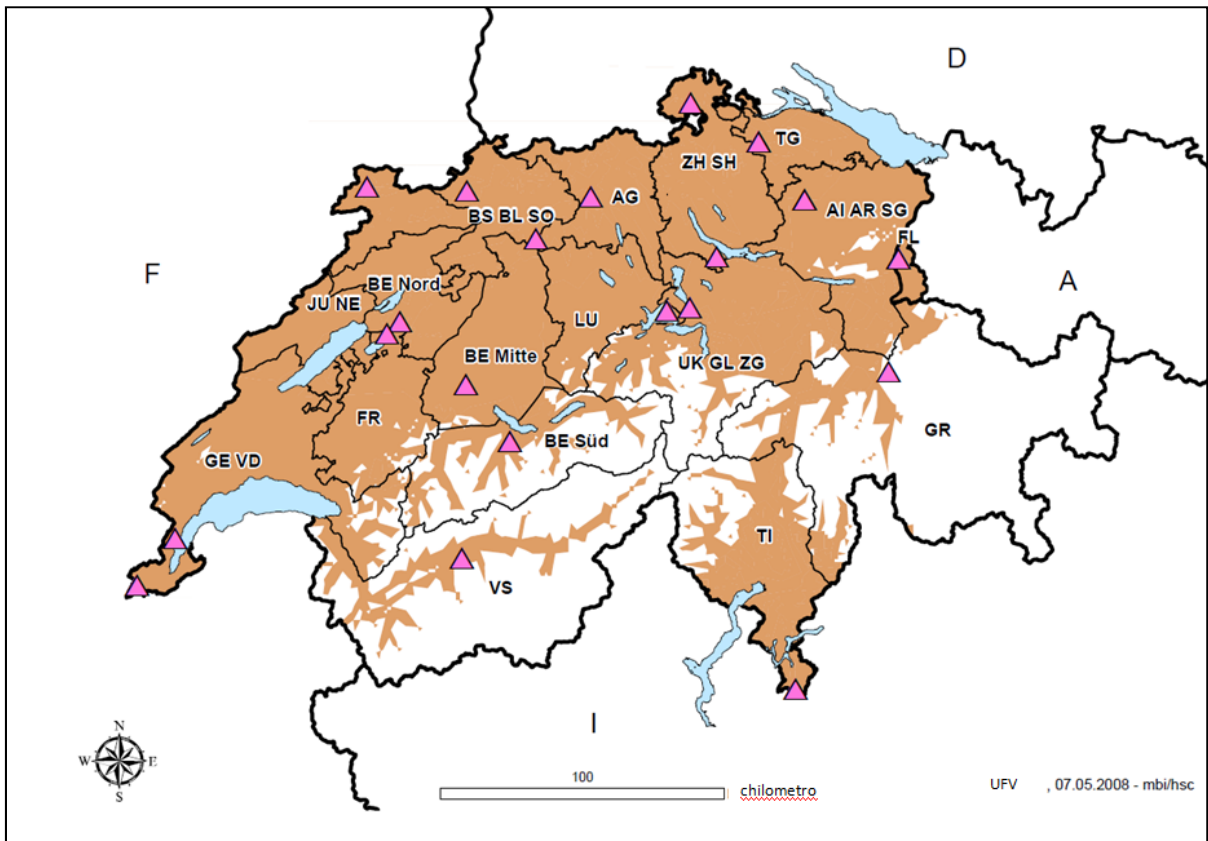 D
TG
ZH SH
AG
BS BL SO
AI AR SG
FL
F
A
BE Nord
JU NE
LU
BE Mitte
UK GL ZG
FR
GR
BE Süd
GE VD
TI
VS
I
N
W E
S
100
chilometro
UFV , 07.05.2008 - mbi/hsc